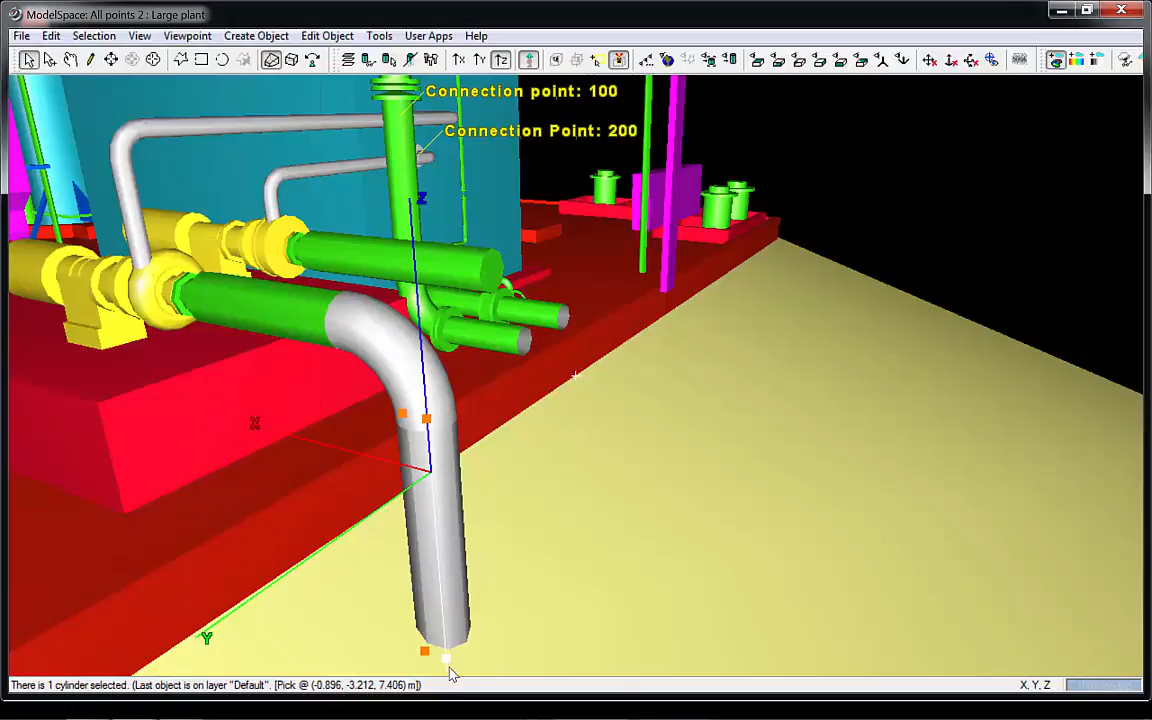 ModelSpace: All points 2 : Large plant
File Edit Selection View Viewpoint Create Object Edit Object Tools User Apps Help
Connection point: 100
Connection Point: 200
Z
X
Y
There is 1 cylinder selected. (Last object is on layer "Default". [Pick @ (-0.896, -3.212, 7.406) m])
X, Y, Z